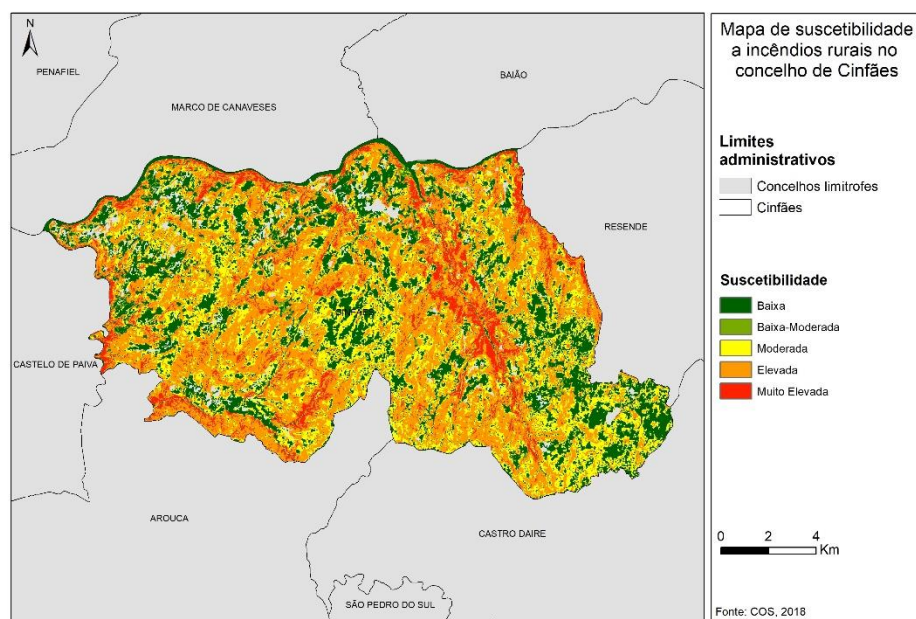 N
PENAFIEL
BAIÃO
MARCO DE CANAVESES
RESENDE
CASTELO DE PAIVA
AROUCA
CASTRO DAIRE
SÃO PEDRO DO SUL
Mapa de suscetibilidade
a incêndios rurais no
concelho de Cinfães
Limites
administrativos
Concelhos limitrofes
Cinfães
Suscetibilidade
Baixa
Baixa-Moderada
Moderada
Elevada
Muito Elevada
0 2 4
Km
Fonte: COS, 2018